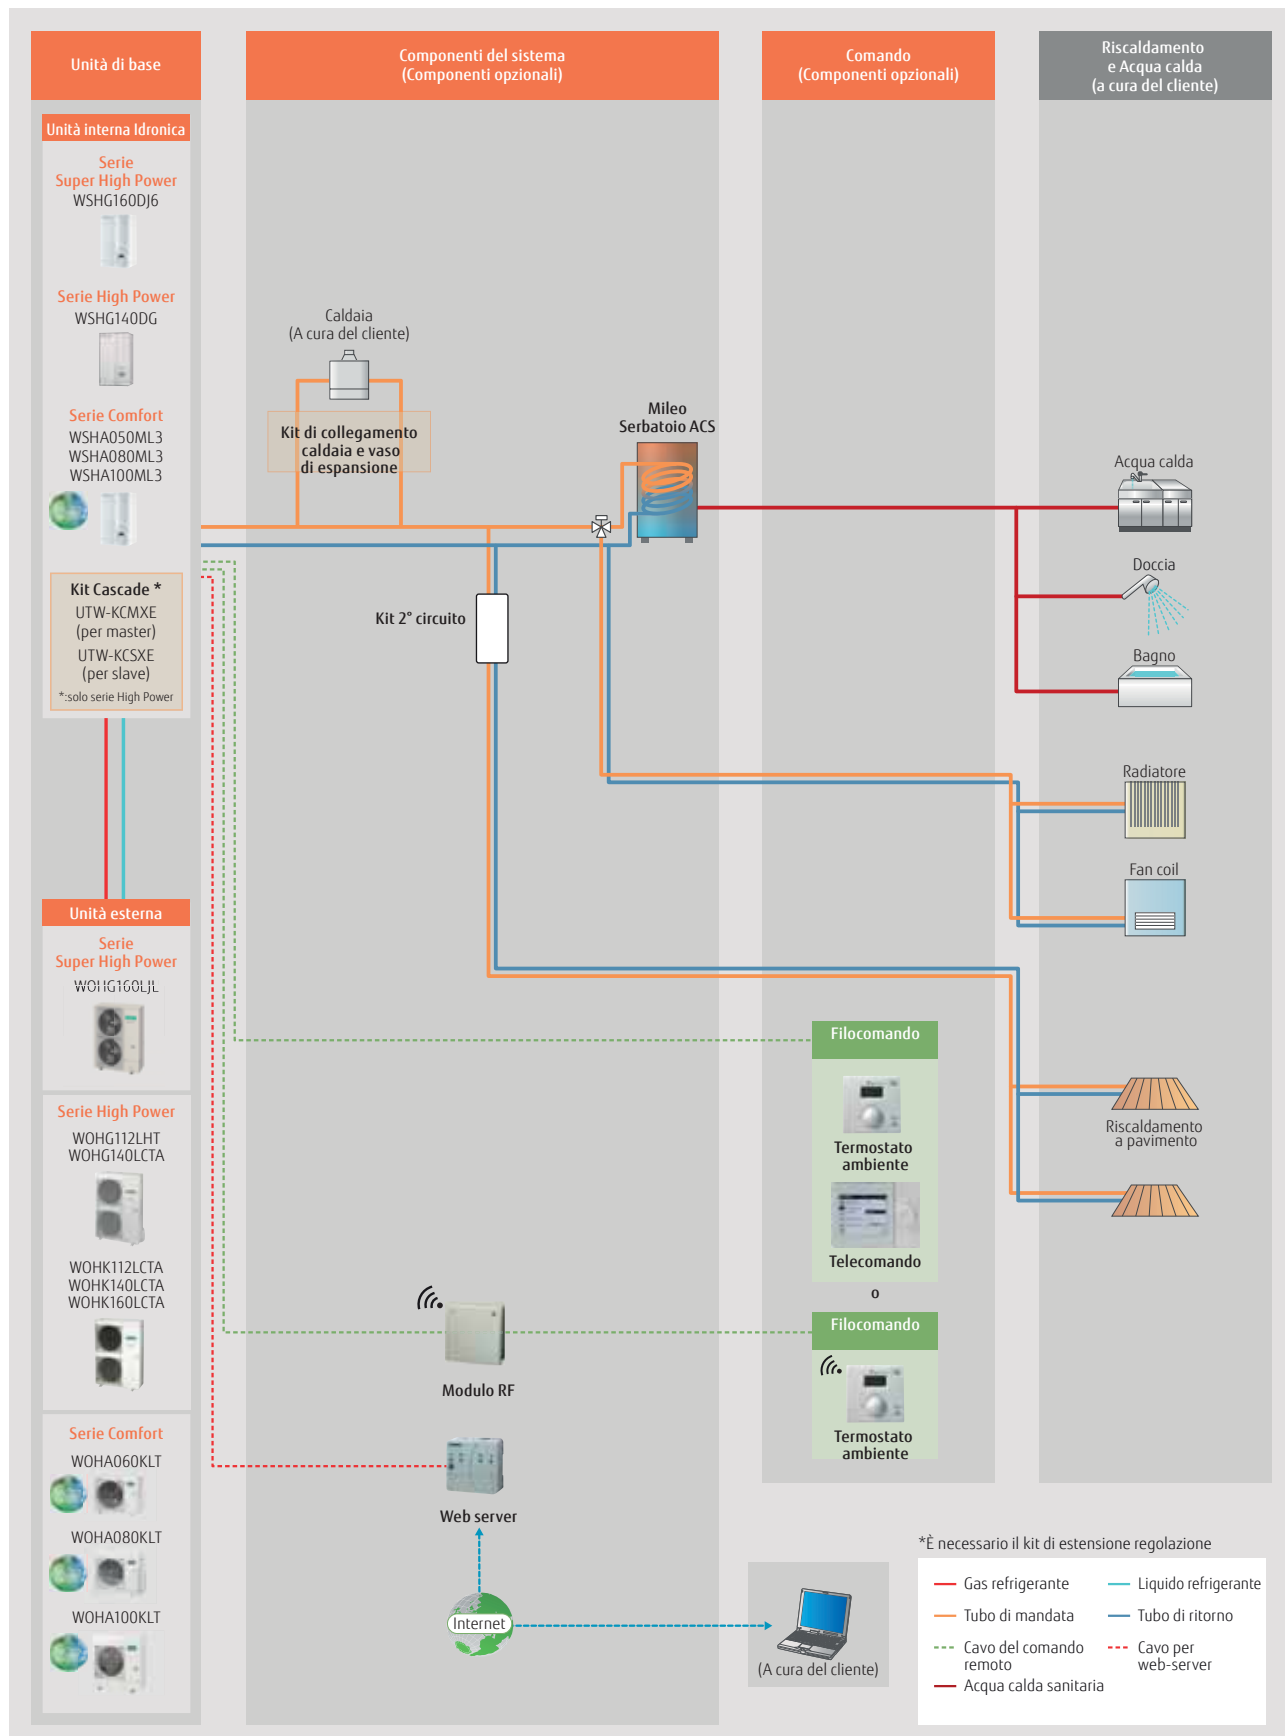 Unità di base
Componenti del sistema
(Componenti opzionali)
Comando
(Componenti opzionali)
Riscaldamento
e Acqua calda
(a cura del cliente)
Unità interna Idronica
Serie
Super High Power
WSHG160DJ6
Serie High Power
WSHG140DG
Serie Comfort
WSHA050ML3
WSHA080ML3
WSHA100ML3
Kit Cascade *
UTW-KCMXE
(per master)
UTW-KCSXE
(per slave)
*:solo serie High Power
Unità esterna
Serie
Super High Power
WOHG160LJL
Serie High Power
WOHG112LHT
WOHG140LCTA
WOHK112LCTA
WOHK140LCTA
WOHK160LCTA
Serie Comfort
WOHA060KLT
WOHA080KLT
WOHA100KLT
Caldaia
(A cura del cliente)
Kit di collegamento
caldaia e vaso
di espansione
Mileo
Serbatoio ACS
Kit 2° circuito
Modulo RF
Web server
Internet
(A cura del cliente)
Filocomando
Termostato
ambiente
Telecomando
o
Filocomando
Termostato
ambiente
Acqua calda
Doccia
Bagno
Radiatore
Fan coil
Riscaldamento
a pavimento
*È necessario il kit di estensione regolazione
Gas refrigerante
Liquido refrigerante
Tubo di mandata
Tubo di ritorno
Cavo del comando
remoto
Cavo per
web-server
Acqua calda sanitaria